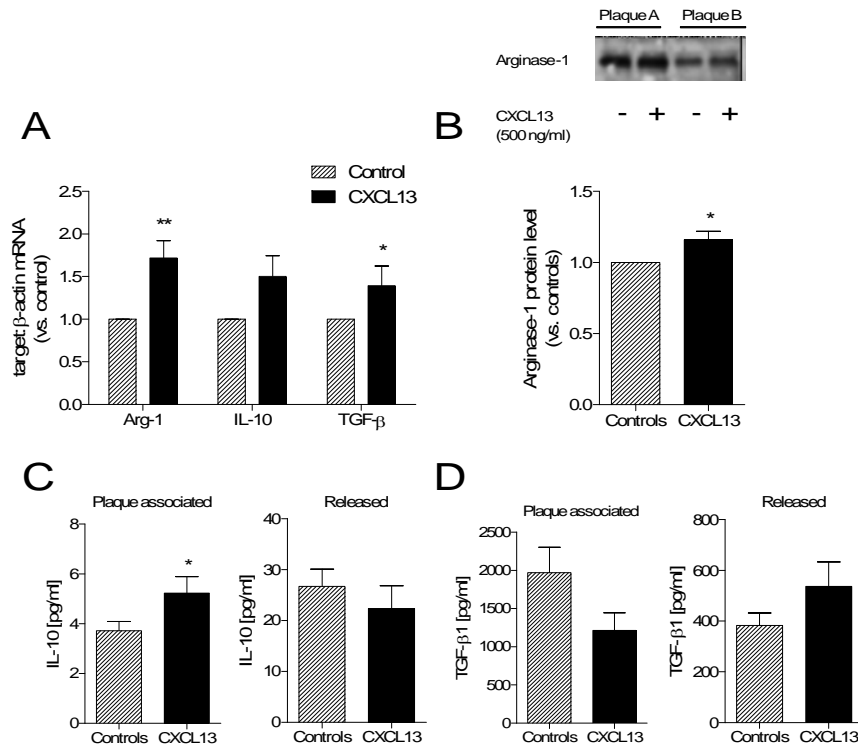 Plaque A Plaque B
Arginase-1
CXCL13 - + - +
(500 ng/ml)
A
Control
CXCL13
target:β-actin mRNA
(vs. control)
2.5
2.0
1.5
1.0
0.5
0.0
**
*
Arg-1 IL-10 TGF-β
B
Arginase-1 protein level
(vs. controls)
1.5
1.0
0.5
0.0
*
Controls CXCL13
C
Plaque associated
IL-10 [pg/ml]
8
6
4
2
0
*
Controls CXCL13
Released
IL-10 [pg/ml]
40
30
20
10
0
Controls CXCL13
D
Plaque associated
TGF-β1 [pg/ml]
2500
2000
1500
1000
500
0
Controls CXCL13
Released
TGF-β1 [pg/ml]
800
600
400
200
0
Controls CXCL13